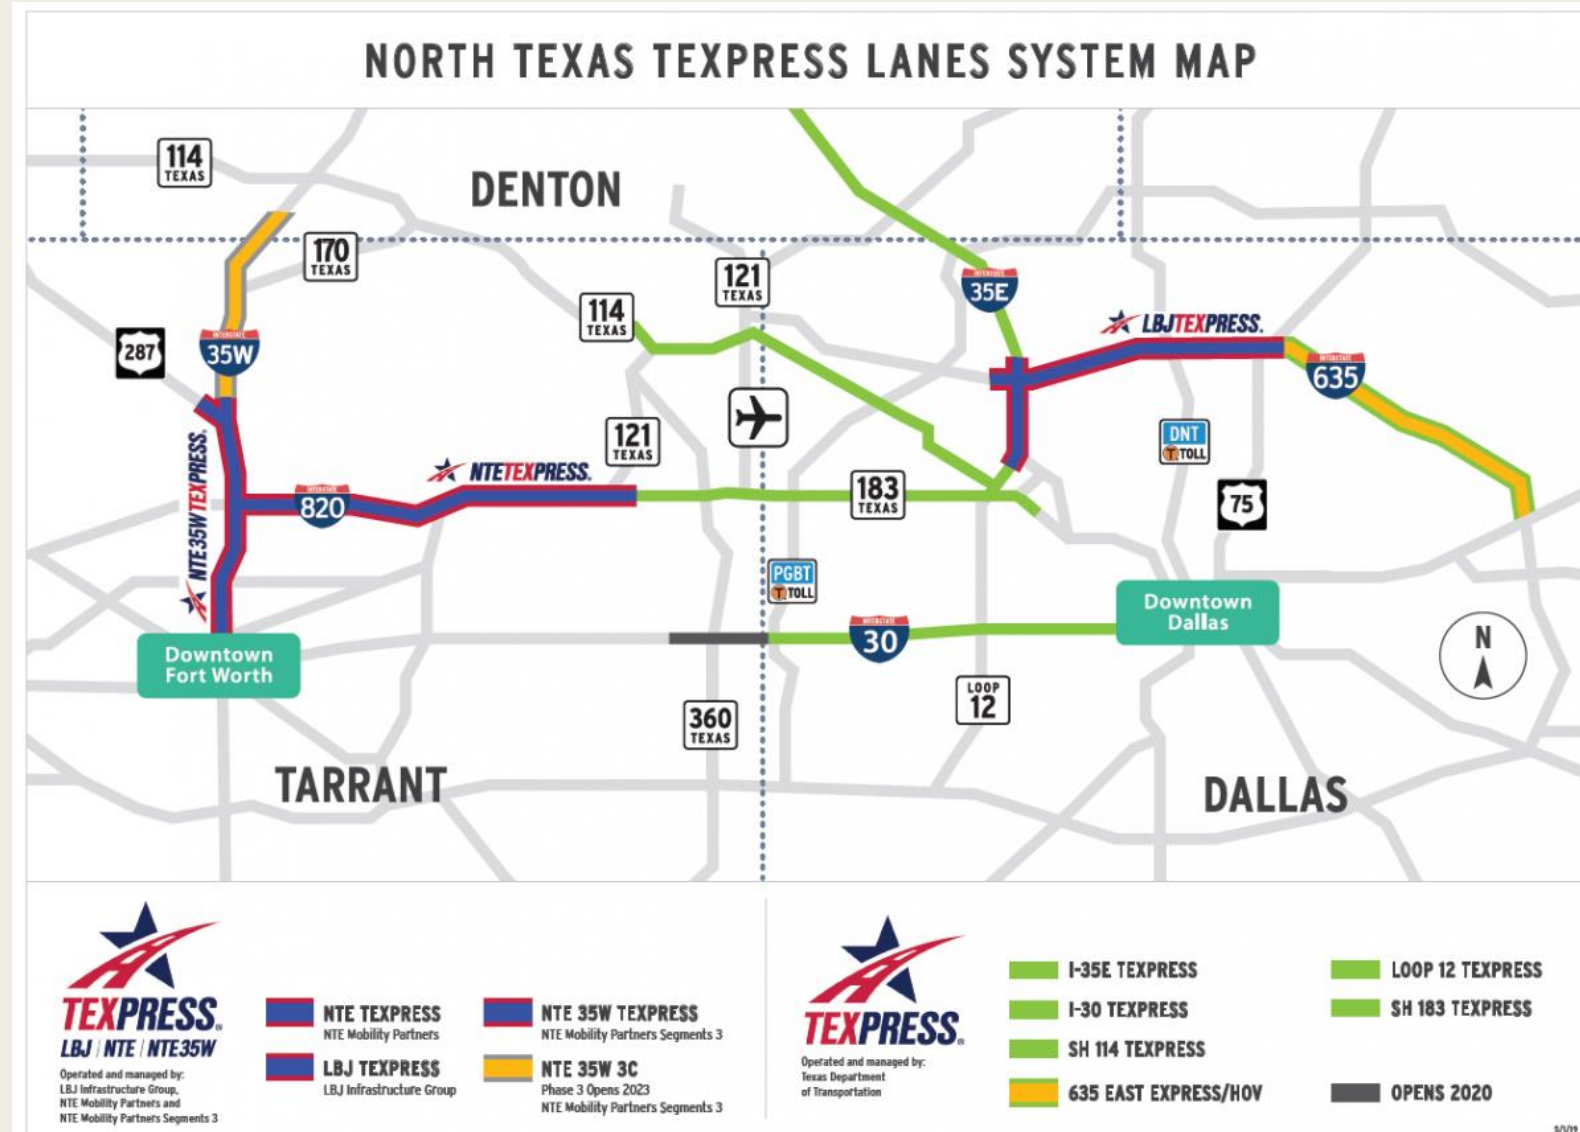 NORTH TEXAS TEXPRESS LANES SYSTEM MAP
114
TEXAS
DENTON
170
TEXAS
121
TEXAS
INTERSTATE
35E
114
TEXAS
LBJTEXPRESS.
287
INTERSTATE
35W
INTERSTATE
635
NTE35WTEXPRESS.
121
TEXAS
DNT
T TOLL
NTETEXPRESS.
INTERSTATE
820
183
TEXAS
75
PGBT
T TOLL
Downtown
Dallas
INTERSTATE
30
N
Downtown
Fort Worth
LOOP
12
360
TEXAS
TARRANT
DALLAS
TEXPRESS.
LBJ / NTE / NTE35W
Operated and managed by:
LBJ Infrastructure Group,
NTE Mobility Partners and
NTE Mobility Partners Segments 3
NTE TEXPRESS
NTE Mobility Partners
LBJ TEXPRESS
LBJ Infrastructure Group
NTE 35W TEXPRESS
NTE Mobility Partners Segments 3
NTE 35W 3C
Phase 3 Opens 2023
NTE Mobility Partners Segments 3
TEXPRESS.
Operated and managed by:
Texas Department
of Transportation
I-35E TEXPRESS
I-30 TEXPRESS
SH 114 TEXPRESS
635 EAST EXPRESS/HOV
LOOP 12 TEXPRESS
SH 183 TEXPRESS
OPENS 2020